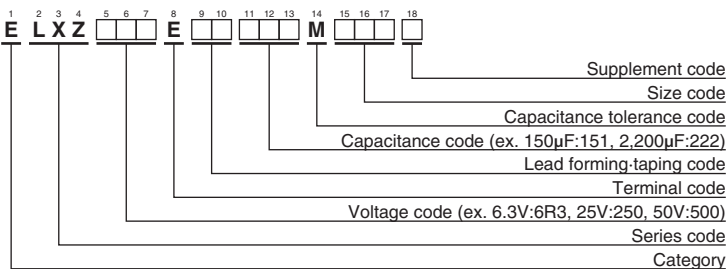 1 2 3 4 5 6 7 8 9 10 11 12 13 14 15 16 17 18
E L X Z E M
Supplement code
Size code
Capacitance tolerance code
Capacitance code (ex. 150μF:151, 2,200μF:222)
Lead forming·taping code
Terminal code
Voltage code (ex. 6.3V:6R3, 25V:250, 50V:500)
Series code
Category